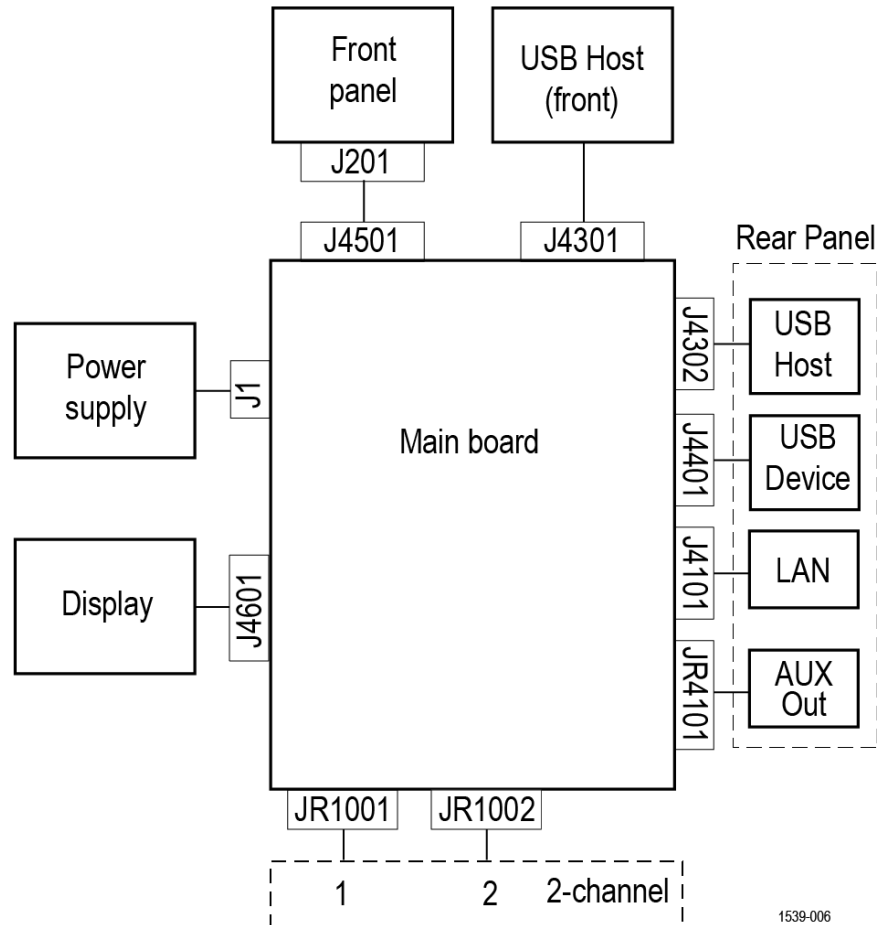 Front
panel
USB Host
(front)
J201
J4501
J4301
Rear Panel
J4302
USB
Host
Power
supply
J1
Main board
J4401
USB
Device
J4101
LAN
Display
J4601
JR4101
AUX
Out
JR1001
JR1002
1
2
2-channel
1539-006